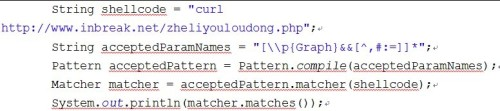 String shellcode = "curl
http://www.inbreak.net/zheliyouloudong.php";
String acceptedParamNames = "[\\p{Graph}&&[^,#:=]]*";
Pattern acceptedPattern = Pattern.compile(acceptedParamNames);
Matcher matcher = acceptedPattern.matcher(shellcode);
System.out.println(matcher.matches());